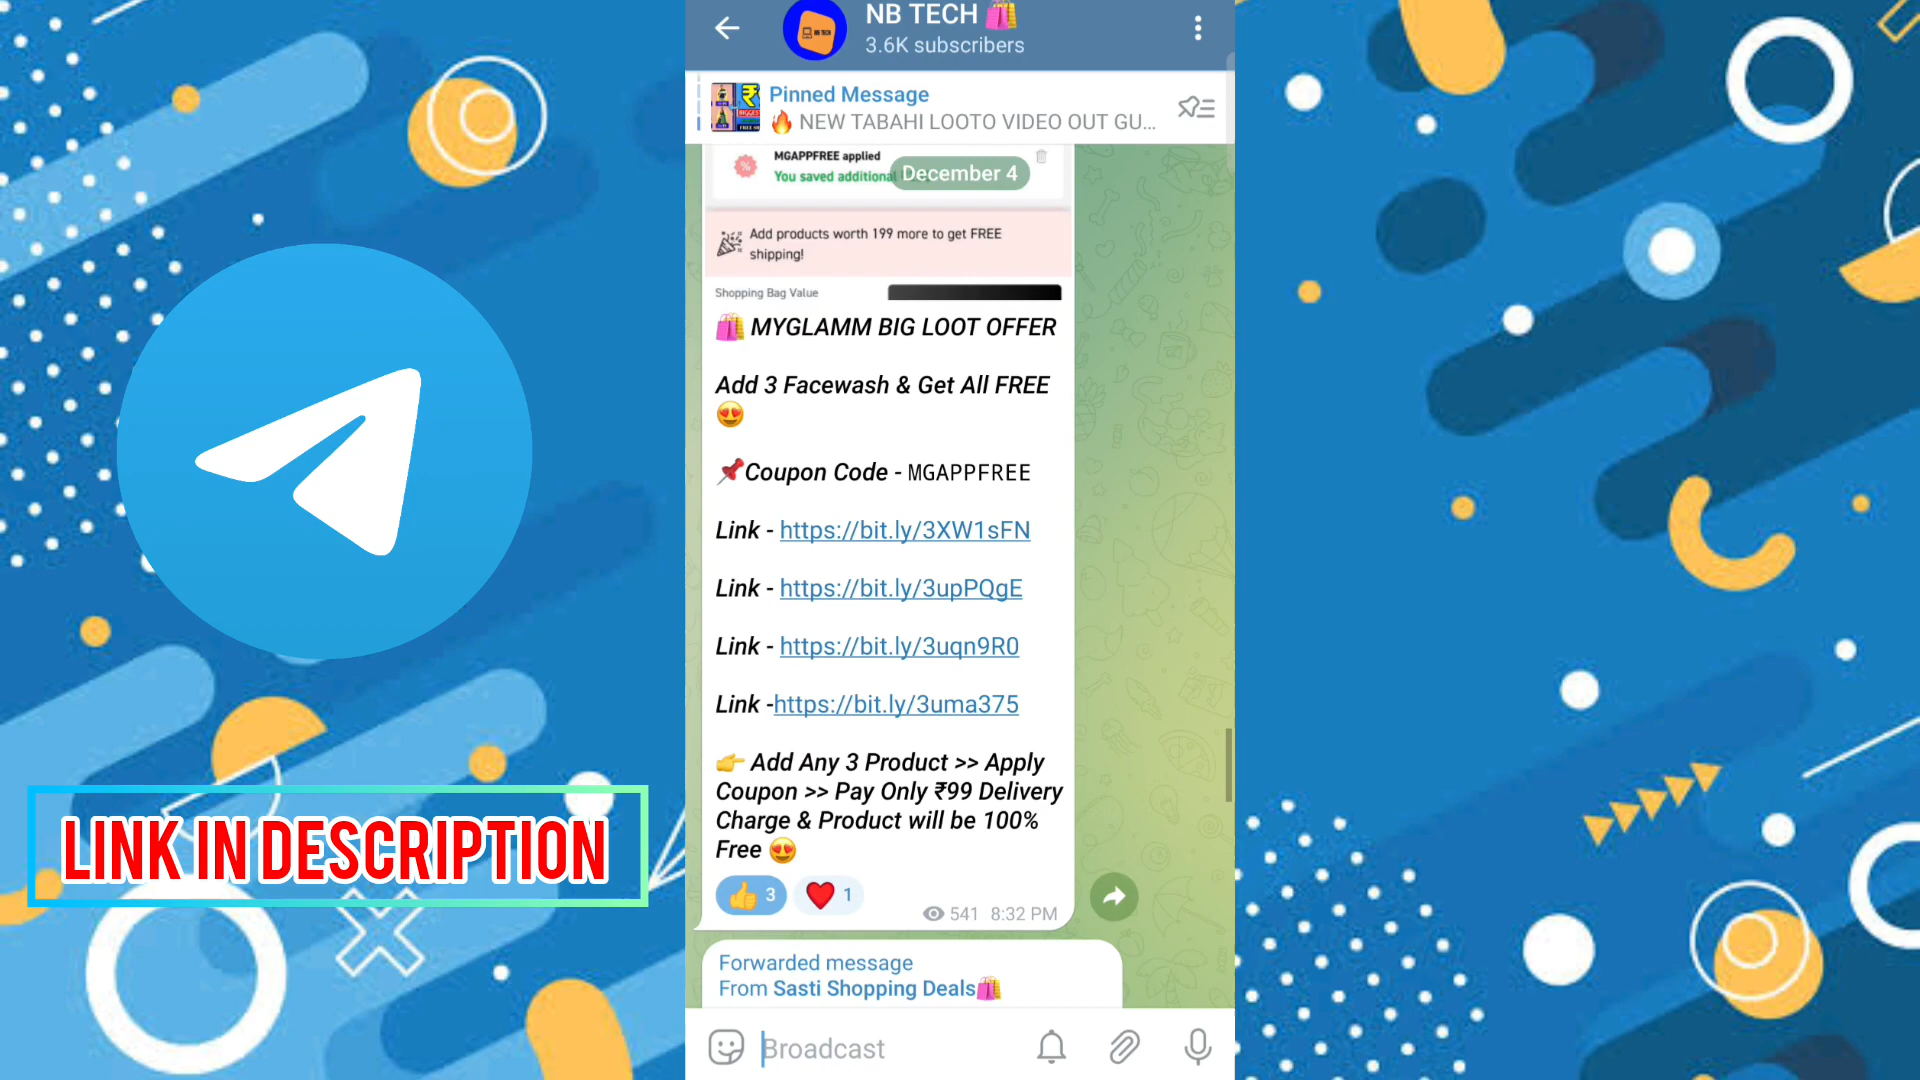 NB TECH 🛍
3.6K subscribers
NB TECH
Pinned Message
🔥 NEW TABAHI LOOTO VIDEO OUT GU...
MGAPPFREE applied
You saved additional
December 4
Add products worth 199 more to get FREE
shipping!
Shopping Bag Value
🛍 MYGLAMM BIG LOOT OFFER
Add 3 Facewash & Get All FREE
😍
📌Coupon Code - MGAPPFREE
Link - https://bit.ly/3XW1sFN
Link - https://bit.ly/3upPQgE
Link - https://bit.ly/3uqn9R0
Link -https://bit.ly/3uma375
👉 Add Any 3 Product >> Apply
Coupon >> Pay Only ₹99 Delivery
Charge & Product will be 100%
Free 😍
👍 3 ❤️ 1
541 8:32 PM
Forwarded message
From Sasti Shopping Deals🛍
Broadcast
LINK IN DESCRIPTION